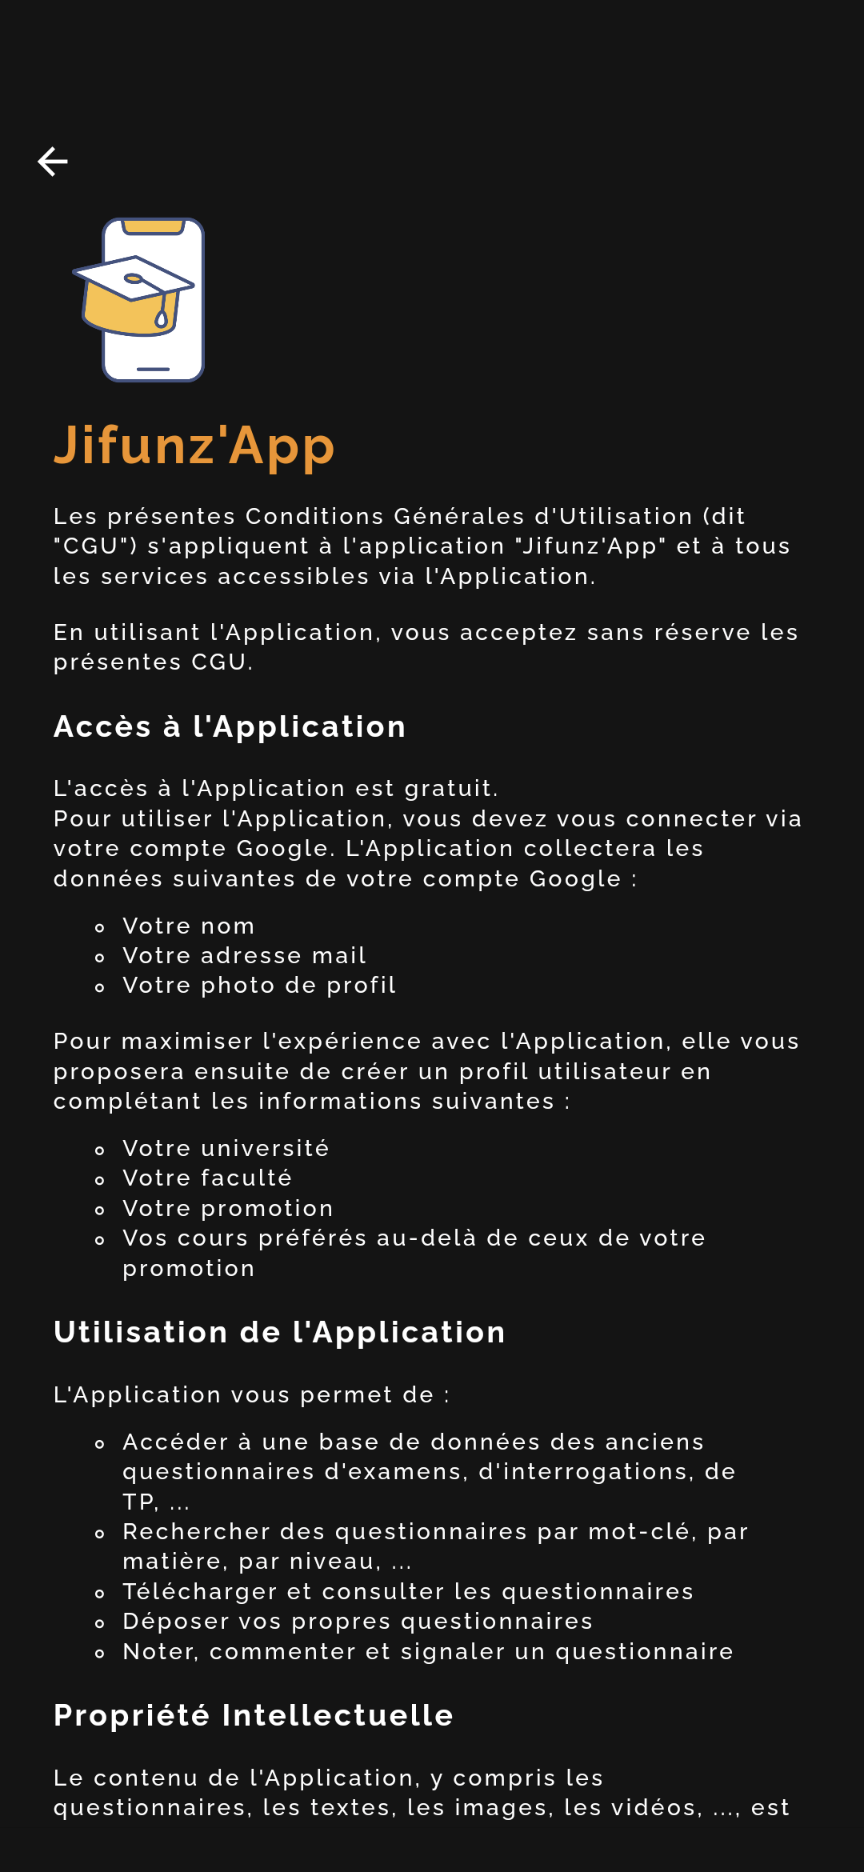 Jifunz'App
Les présentes Conditions Générales d'Utilisation (dit
"CGU") s'appliquent à l'application "Jifunz'App" et à tous
les services accessibles via l'Application.
En utilisant l'Application, vous acceptez sans réserve les
présentes CGU.
Accès à l'Application
L'accès à l'Application est gratuit.
Pour utiliser l'Application, vous devez vous connecter via
votre compte Google. L'Application collectera les
données suivantes de votre compte Google :
Votre nom
Votre adresse mail
Votre photo de profil
Pour maximiser l'expérience avec l'Application, elle vous
proposera ensuite de créer un profil utilisateur en
complétant les informations suivantes :
Votre université
Votre faculté
Votre promotion
Vos cours préférés au-delà de ceux de votre
promotion
Utilisation de l'Application
L'Application vous permet de :
Accéder à une base de données des anciens
questionnaires d'examens, d'interrogations, de
TP, ...
Rechercher des questionnaires par mot-clé, par
matière, par niveau, ...
Télécharger et consulter les questionnaires
Déposer vos propres questionnaires
Noter, commenter et signaler un questionnaire
Propriété Intellectuelle
Le contenu de l'Application, y compris les
questionnaires, les textes, les images, les vidéos, ..., est